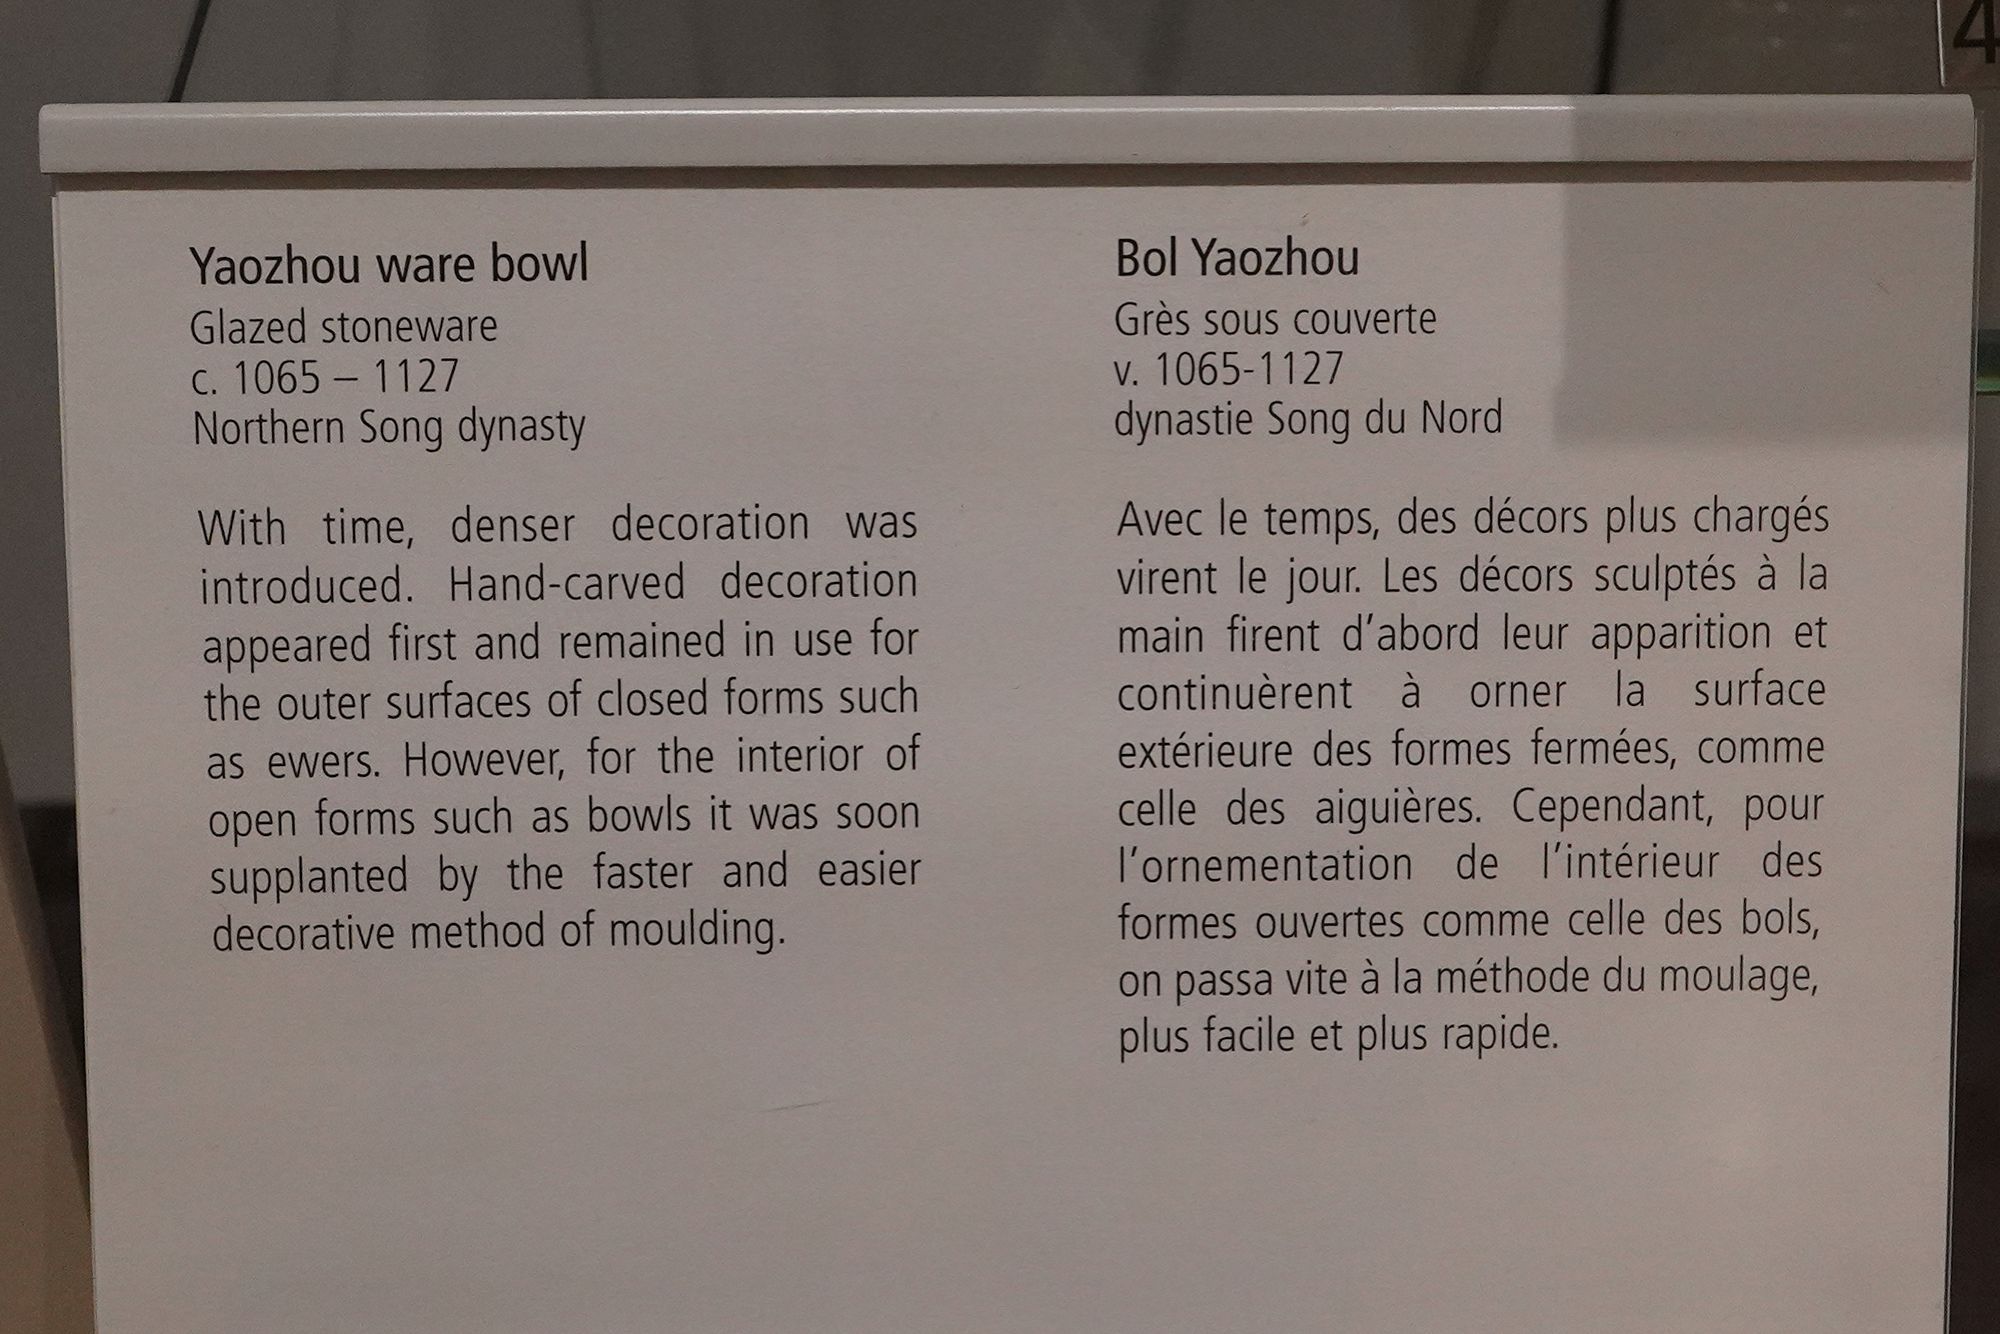 4
Yaozhou ware bowl
Glazed stoneware
c. 1065 – 1127
Northern Song dynasty
With time, denser decoration was
introduced. Hand-carved decoration
appeared first and remained in use for
the outer surfaces of closed forms such
as ewers. However, for the interior of
open forms such as bowls it was soon
supplanted by the faster and easier
decorative method of moulding.
Bol Yaozhou
Grès sous couverte
v. 1065-1127
dynastie Song du Nord
Avec le temps, des décors plus chargés
virent le jour. Les décors sculptés à la
main firent d’abord leur apparition et
continuèrent à orner la surface
extérieure des formes fermées, comme
celle des aiguières. Cependant, pour
l’ornementation de l’intérieur des
formes ouvertes comme celle des bols,
on passa vite à la méthode du moulage,
plus facile et plus rapide.